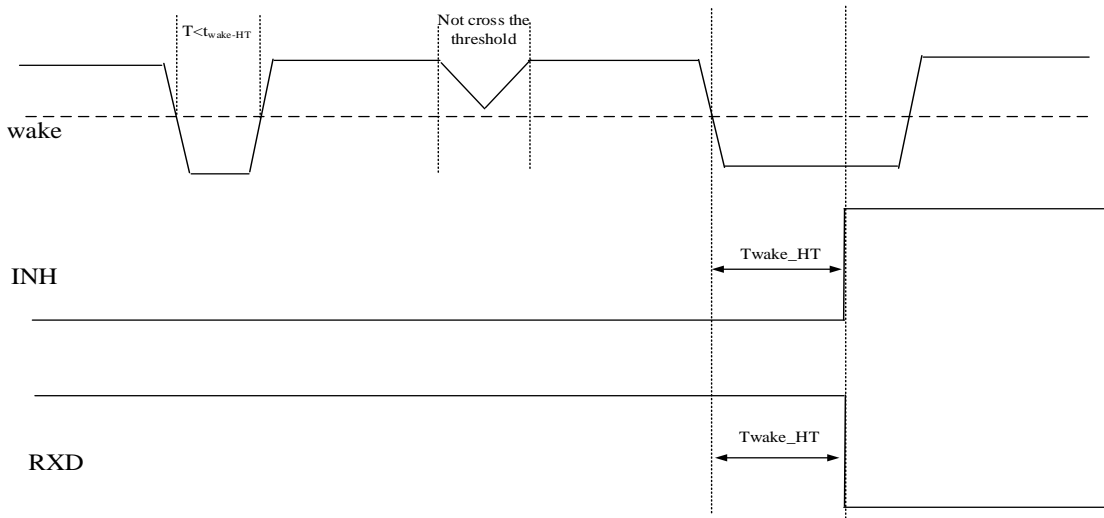 T<twake-HT
Not cross the
threshold
wake
Twake_HT
INH
Twake_HT
RXD